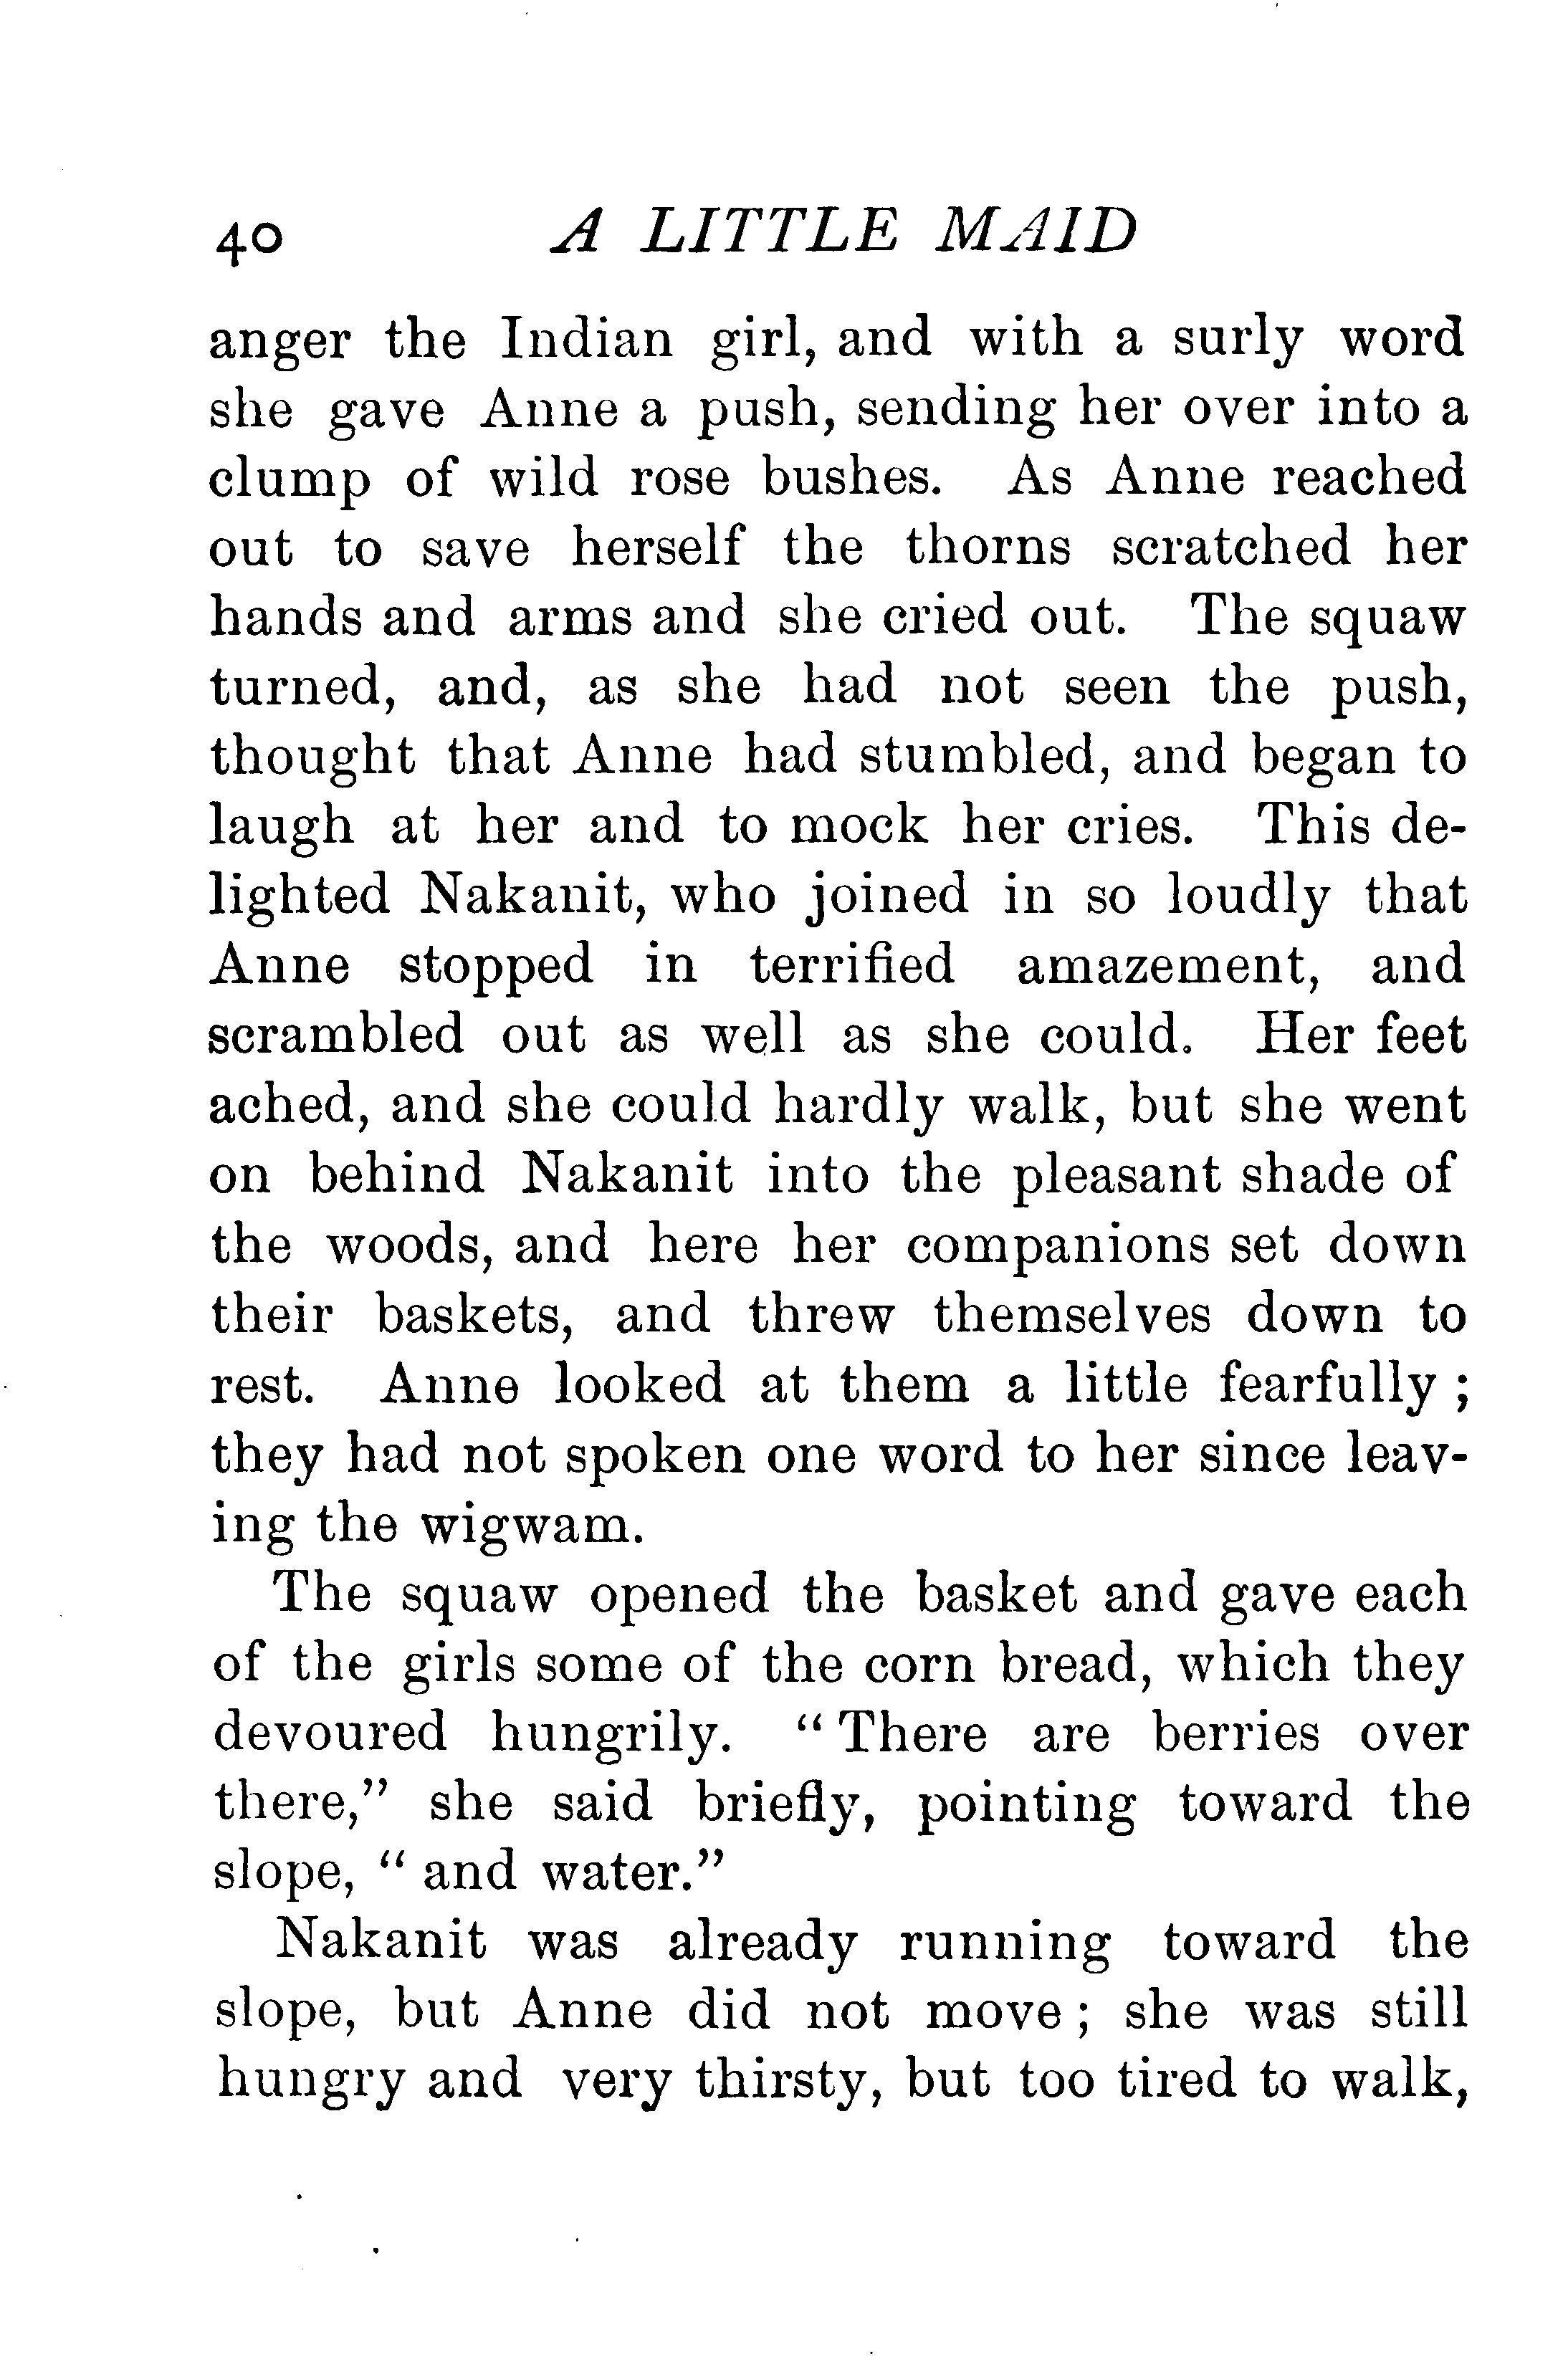 40 A LITTLE MAID
anger the Indian girl, and with a surly word
she gave Anne a push, sending her over into a
clump of wild rose bushes. As Anne reached
out to save herself the thorns scratched her
hands and arms and she cried out. The squaw
turned, and, as she had not seen the push,
thought that Anne had stumbled, and began to
laugh at her and to mock her cries. This de-
lighted Nakanit, who joined in so loudly that
Anne stopped in terrified amazement, and
scrambled out as well as she could. Her feet
ached, and she could hardly walk, but she went
on behind Nakanit into the pleasant shade of
the woods, and here her companions set down
their baskets, and threw themselves down to
rest. Anne looked at them a little fearfully ;
they had not spoken one word to her since leav-
ing the wigwam.
The squaw opened the basket and gave each
of the girls some of the corn bread, which they
devoured hungrily. “ There are berries over
there,” she said briefly, pointing toward the
slope, “ and water.”
Nakanit was already running toward the
slope, but Anne did not move ; she was still
hungry and very thirsty, but too tired to walk,